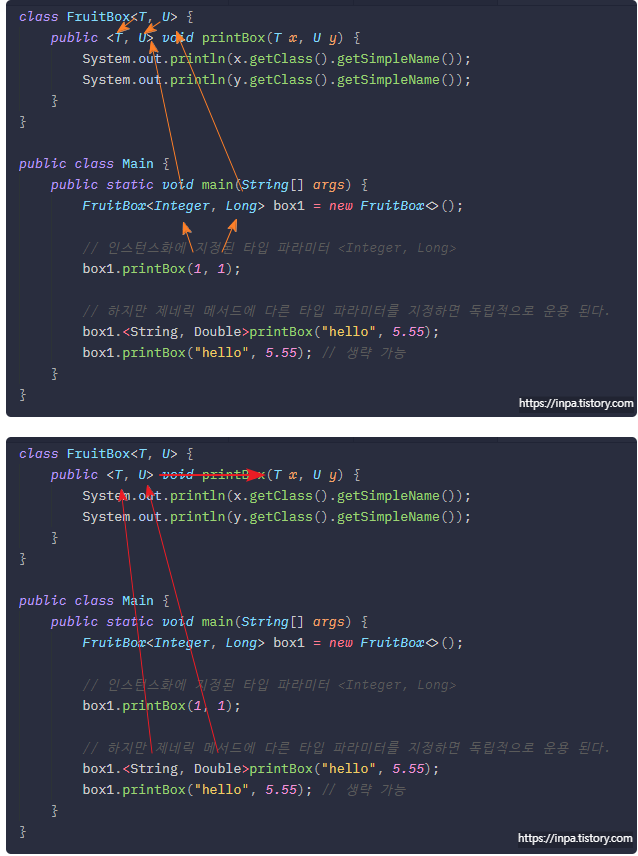 class FruitBox<T, U> {
    public <T, U> void printBox(T x, U y) {
        System.out.println(x.getClass().getSimpleName());
        System.out.println(y.getClass().getSimpleName());
    }
}
public class Main {
    public static void main(String[] args) {
        FruitBox<Integer, Long> box1 = new FruitBox<>();
        // 인스턴스화에 지정된 타입 파라미터 <Integer, Long>
        box1.printBox(1, 1);
        // 하지만 제네릭 메서드에 다른 타입 파라미터를 지정하면 독립적으로 운용 된다.
        box1.<String, Double>printBox("hello", 5.55);
        box1.printBox("hello", 5.55); // 생략 가능
    }
}
https://inpa.tistory.com
class FruitBox<T, U> {
    public <T, U> void printBox(T x, U y) {
        System.out.println(x.getClass().getSimpleName());
        System.out.println(y.getClass().getSimpleName());
    }
}
public class Main {
    public static void main(String[] args) {
        FruitBox<Integer, Long> box1 = new FruitBox<>();
        // 인스턴스화에 지정된 타입 파라미터 <Integer, Long>
        box1.printBox(1, 1);
        // 하지만 제네릭 메서드에 다른 타입 파라미터를 지정하면 독립적으로 운용 된다.
        box1.<String, Double>printBox("hello", 5.55);
        box1.printBox("hello", 5.55); // 생략 가능
    }
}
https://inpa.tistory.com